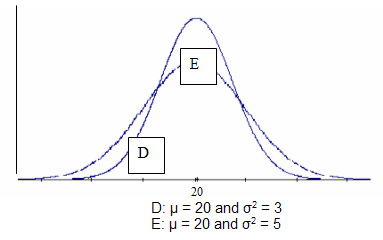 E
D
20
D: μ = 20 and σ² = 3
E: μ = 20 and σ² = 5